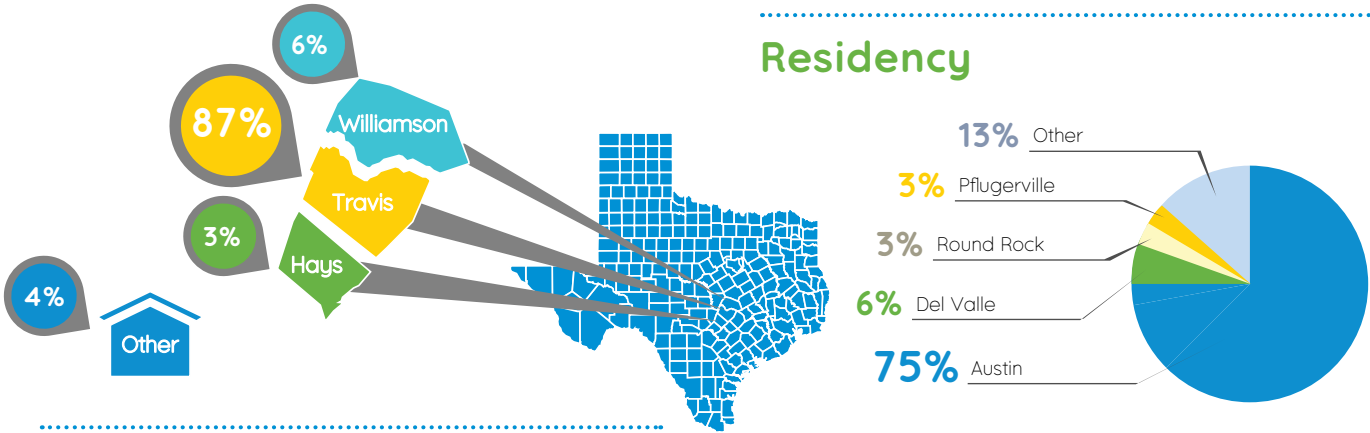 6%
87%
Williamson
Travis
3%
Hays
4%
Other
Residency
13% Other
3% Pflugerville
3% Round Rock
6% Del Valle
75% Austin